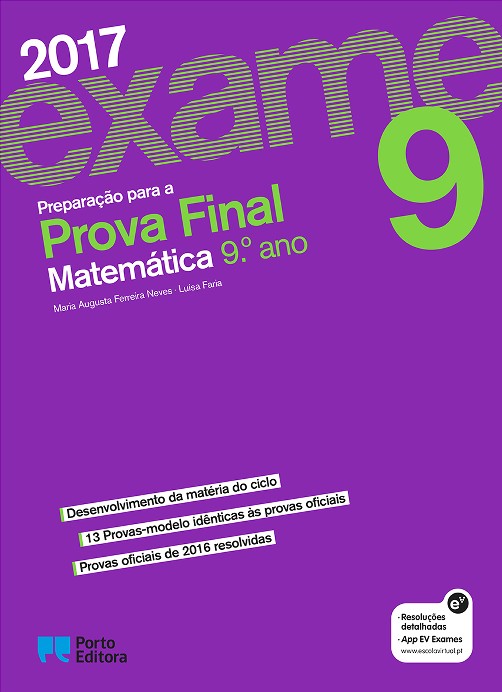 2017
exame
9
Preparação para a
Prova Final
Matemática 9.º ano
Maria Augusta Ferreira Neves · Luísa Faria
Desenvolvimento da matéria do ciclo
13 Provas-modelo idênticas às provas oficiais
Provas oficiais de 2016 resolvidas
ev
· Resoluções
detalhadas
· App EV Exames
www.escolavirtual.pt
Porto
Editora